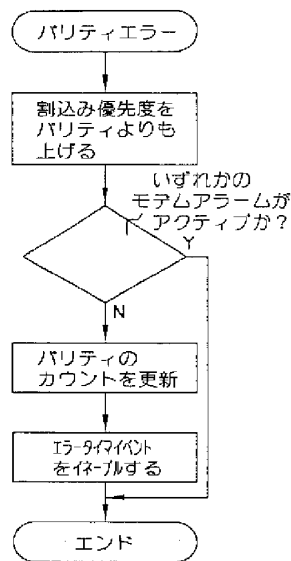 パリティエラー
割込み優先度を
パリティよりも
上げる
いずれかの
モデムアラームが
アクティブか？
Y
N
パリティの
カウントを更新
エラータイマイベント
をイネーブルする
エンド